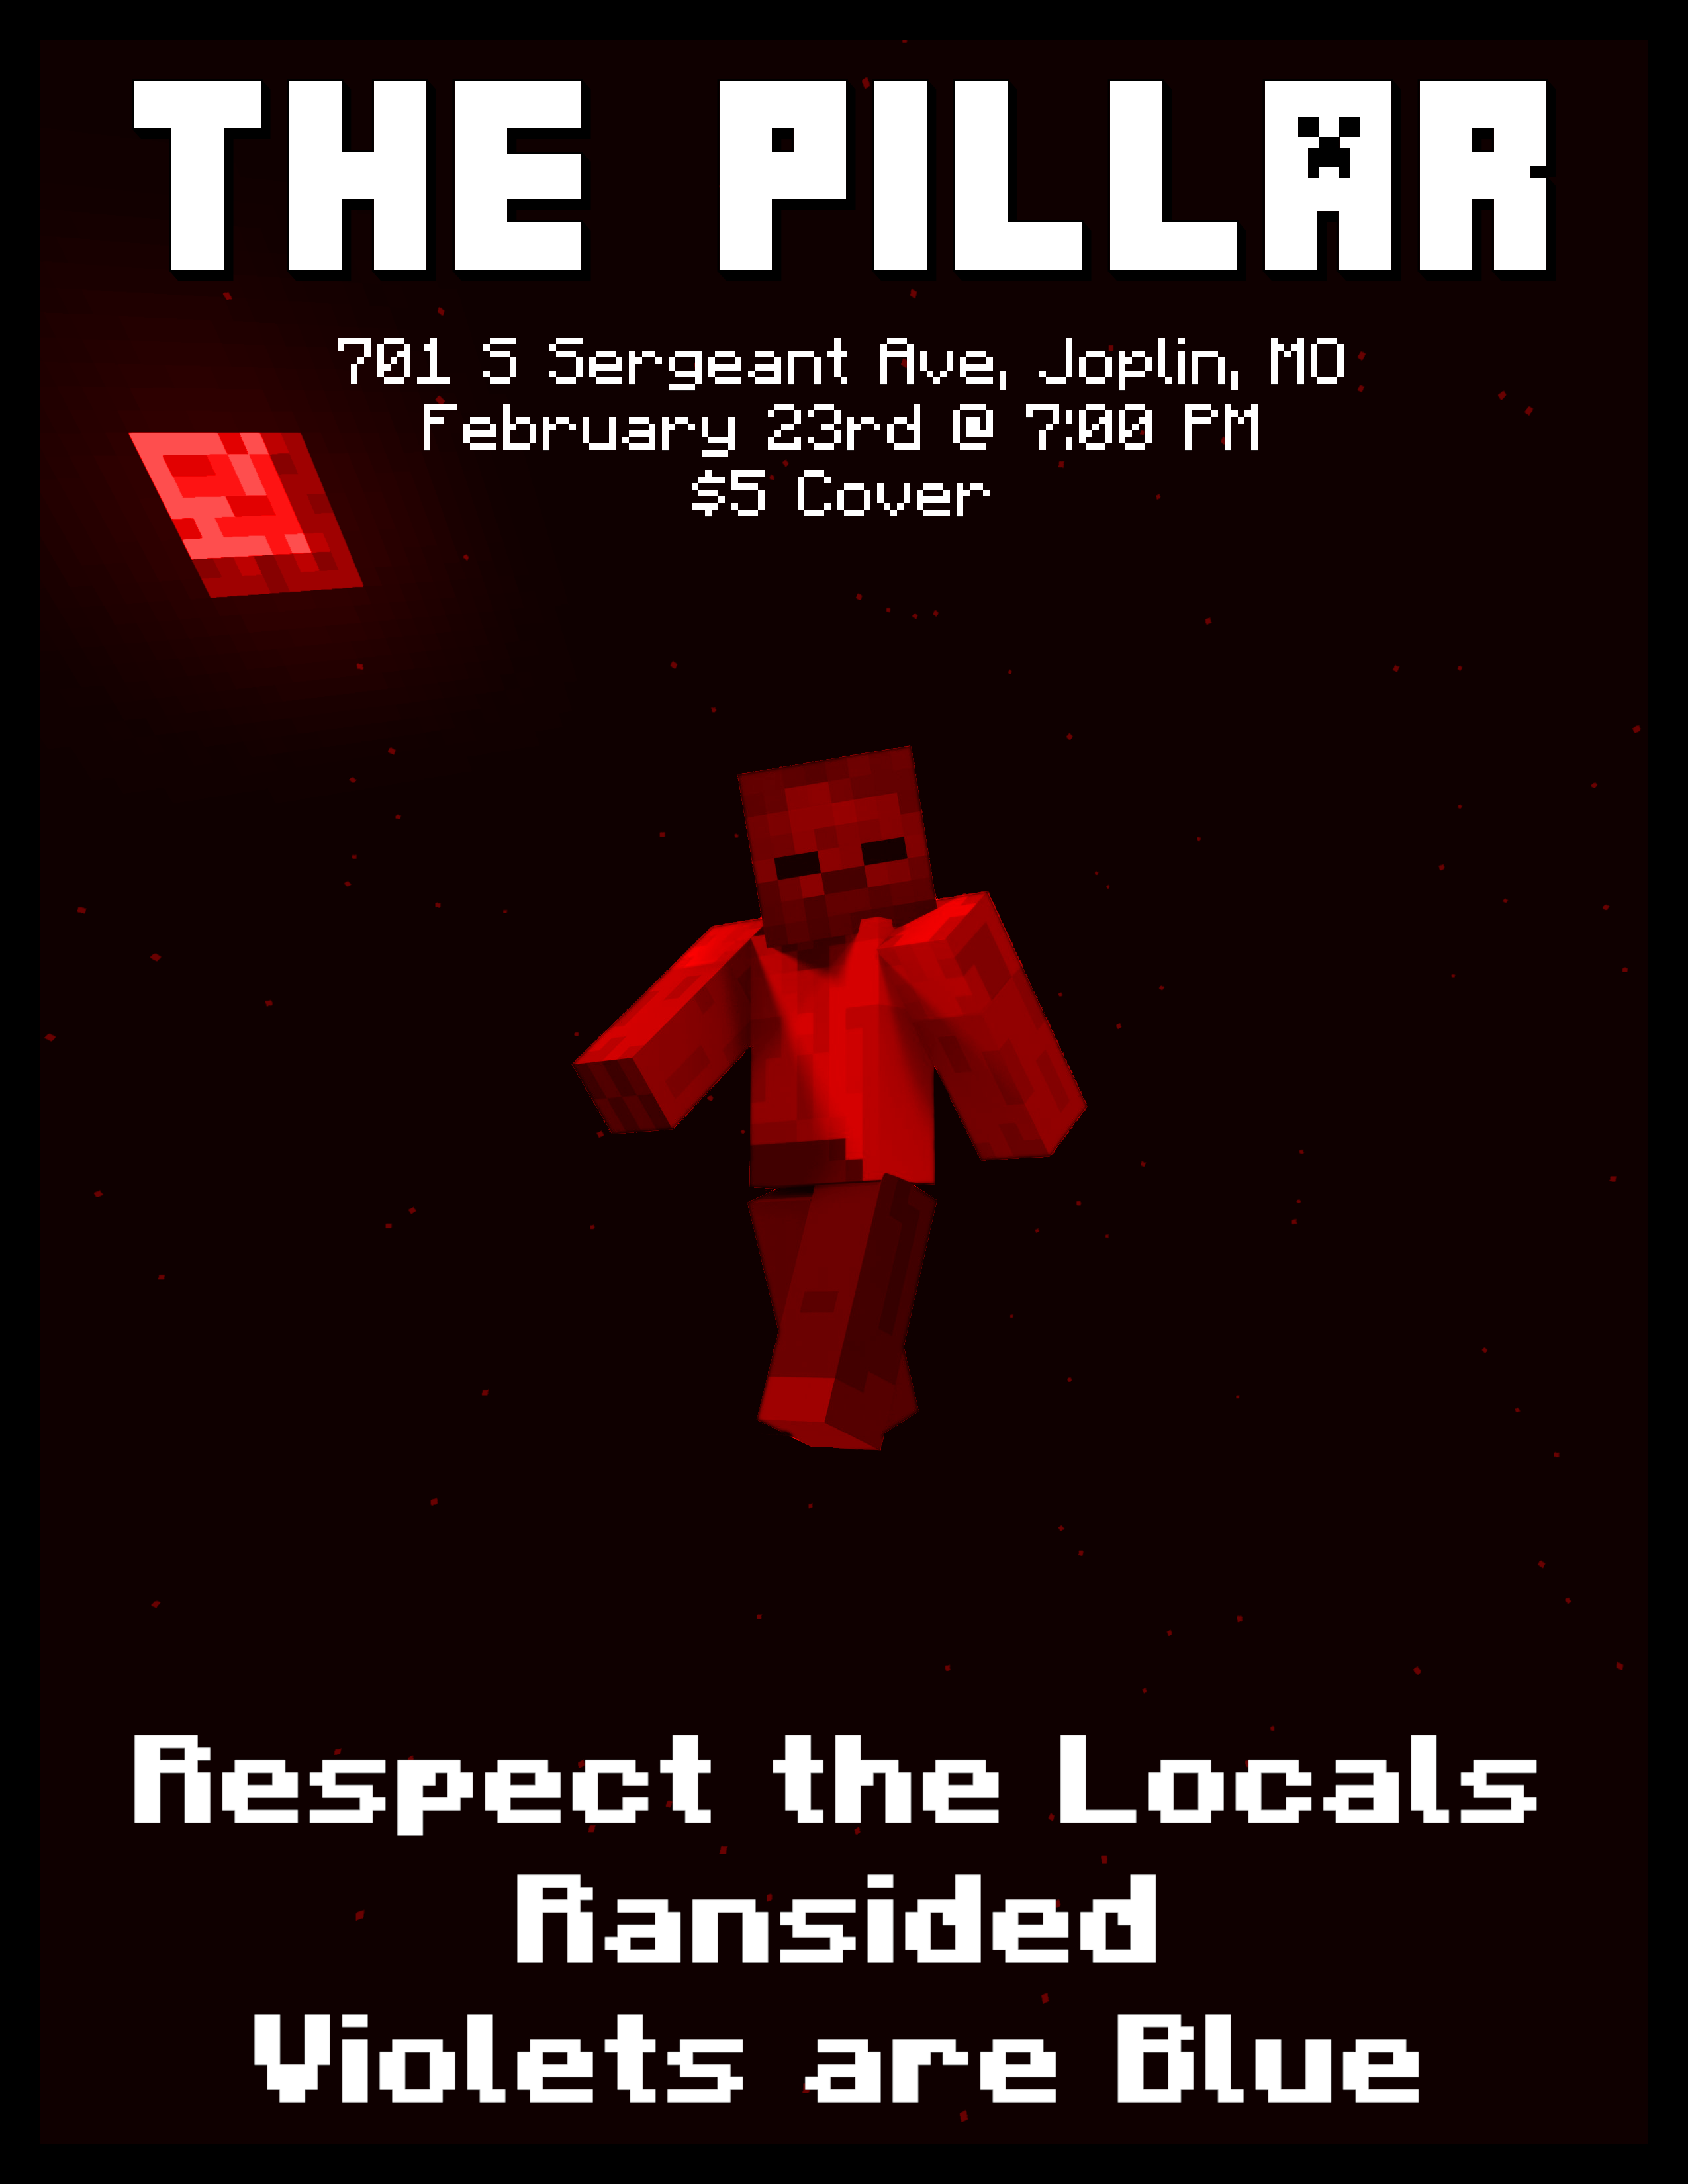 THE PILLAR
701 S Sergeant Ave, Joplin, MO
February 23rd @ 7:00 PM
$5 Cover
Respect the Locals
Ransided
Violets are Blue